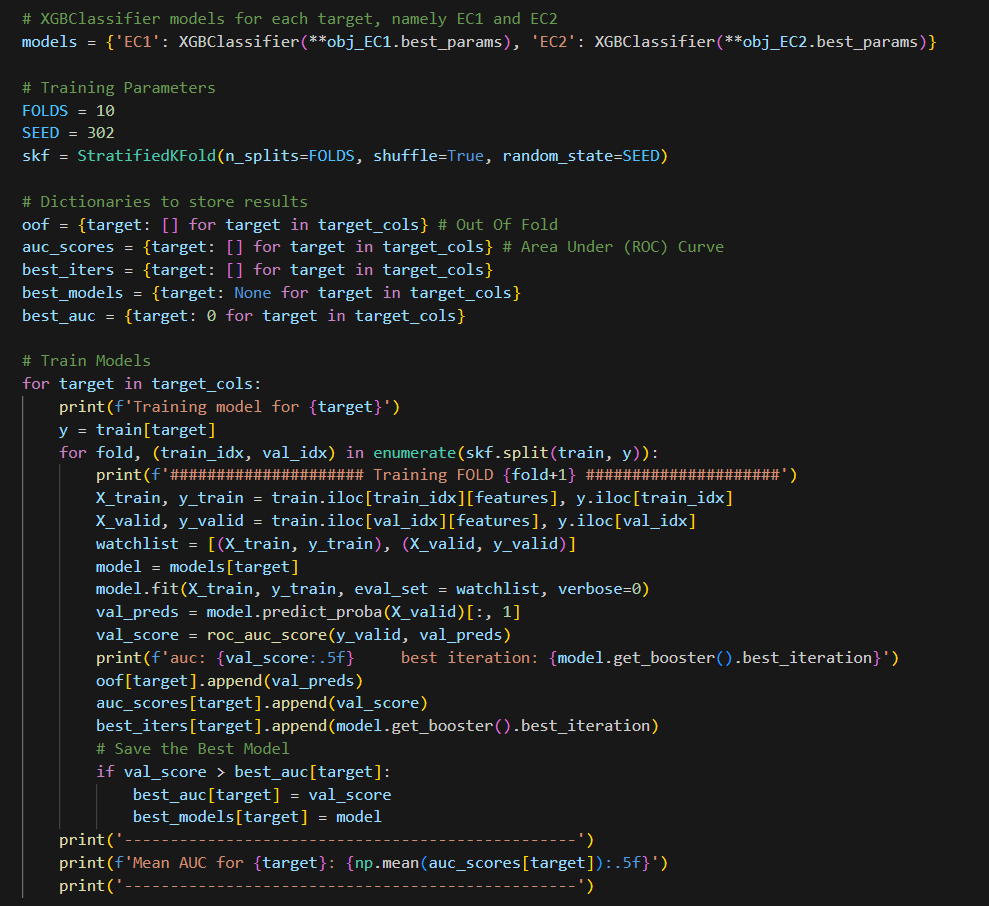 # XGBClassifier models for each target, namely EC1 and EC2
models = {'EC1': XGBClassifier(**obj_EC1.best_params), 'EC2': XGBClassifier(**obj_EC2.best_params)}

# Training Parameters
FOLDS = 10
SEED = 302
skf = StratifiedKFold(n_splits=FOLDS, shuffle=True, random_state=SEED)

# Dictionaries to store results
oof = {target: [] for target in target_cols} # Out Of Fold
auc_scores = {target: [] for target in target_cols} # Area Under (ROC) Curve
best_iters = {target: [] for target in target_cols}
best_models = {target: None for target in target_cols}
best_auc = {target: 0 for target in target_cols}

# Train Models
for target in target_cols:
    print(f'Training model for {target}')
    y = train[target]
    for fold, (train_idx, val_idx) in enumerate(skf.split(train, y)):
        print(f'##################### Training FOLD {fold+1} #####################')
        X_train, y_train = train.iloc[train_idx][features], y.iloc[train_idx]
        X_valid, y_valid = train.iloc[val_idx][features], y.iloc[val_idx]
        watchlist = [(X_train, y_train), (X_valid, y_valid)]
        model = models[target]
        model.fit(X_train, y_train, eval_set = watchlist, verbose=0)
        val_preds = model.predict_proba(X_valid)[:, 1]
        val_score = roc_auc_score(y_valid, val_preds)
        print(f'auc: {val_score:.5f}     best iteration: {model.get_booster().best_iteration}')
        oof[target].append(val_preds)
        auc_scores[target].append(val_score)
        best_iters[target].append(model.get_booster().best_iteration)
        # Save the Best Model
        if val_score > best_auc[target]:
            best_auc[target] = val_score
            best_models[target] = model
    print('-------------------------------------------------')
    print(f'Mean AUC for {target}: {np.mean(auc_scores[target]):.5f}')
    print('-------------------------------------------------')